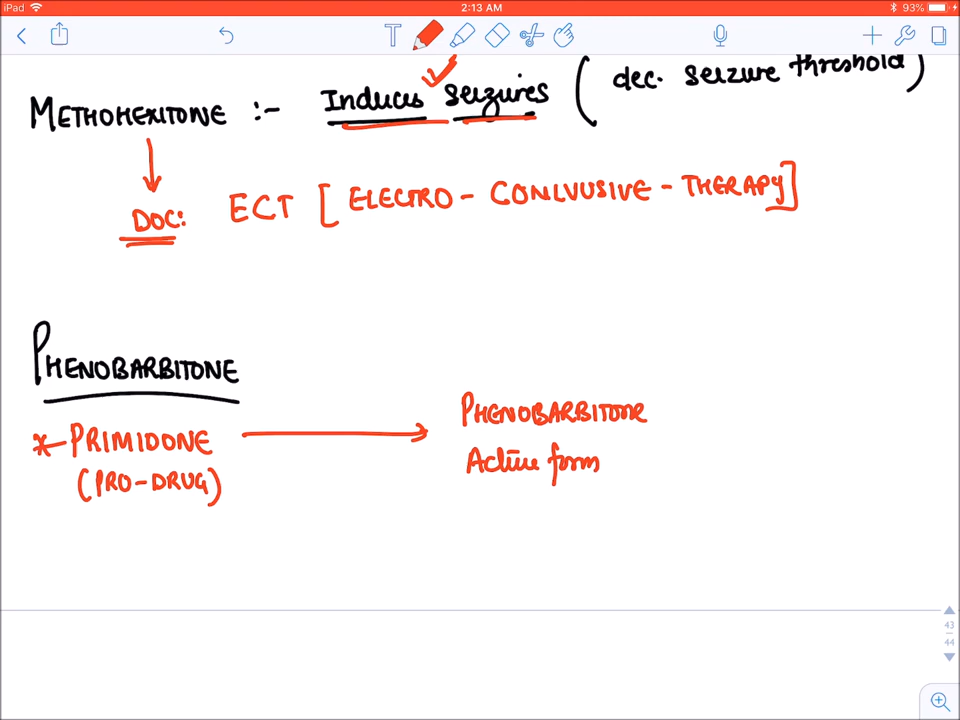 iPad 2:13 AM 93%
T
METHOHEXITONE :- Induces Seizures ( dec. seizure threshold )
DOC: ECT [ ELECTRO - CONLVUSIVE - THERAPY ]
PHENOBARBITONE
* PRIMIDONE PHENOBARBITONE
(PRO-DRUG) Active form
43
44